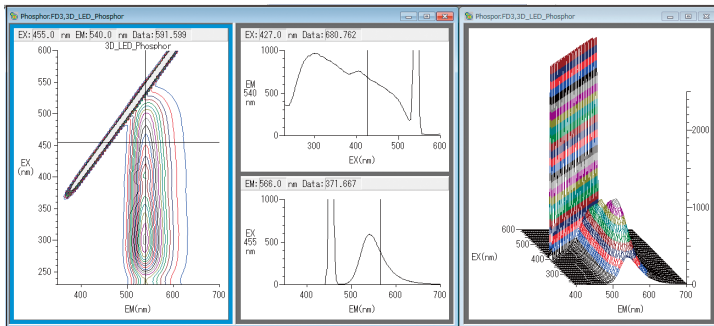 Phosphor.FD3,3D_LED_Phosphor
EX:455.0 nm EM:540.0 nm Data:591.599
3D_LED_Phosphor
600
550
500
450
400
350
300
250
EX
(nm)
400 500 600 700
EM(nm)
EX:427.0 nm Data:680.762
1000
500
0
EM
540
nm
300 400 500 600
EX(nm)
EM:566.0 nm Data:371.667
1000
500
0
EX
455
nm
400 500 600 700
EM(nm)
Phosphor.FD3,3D_LED_Phosphor
2000
1000
0
600
500
400
300
EX(nm)
400 500 600 700
EM(nm)